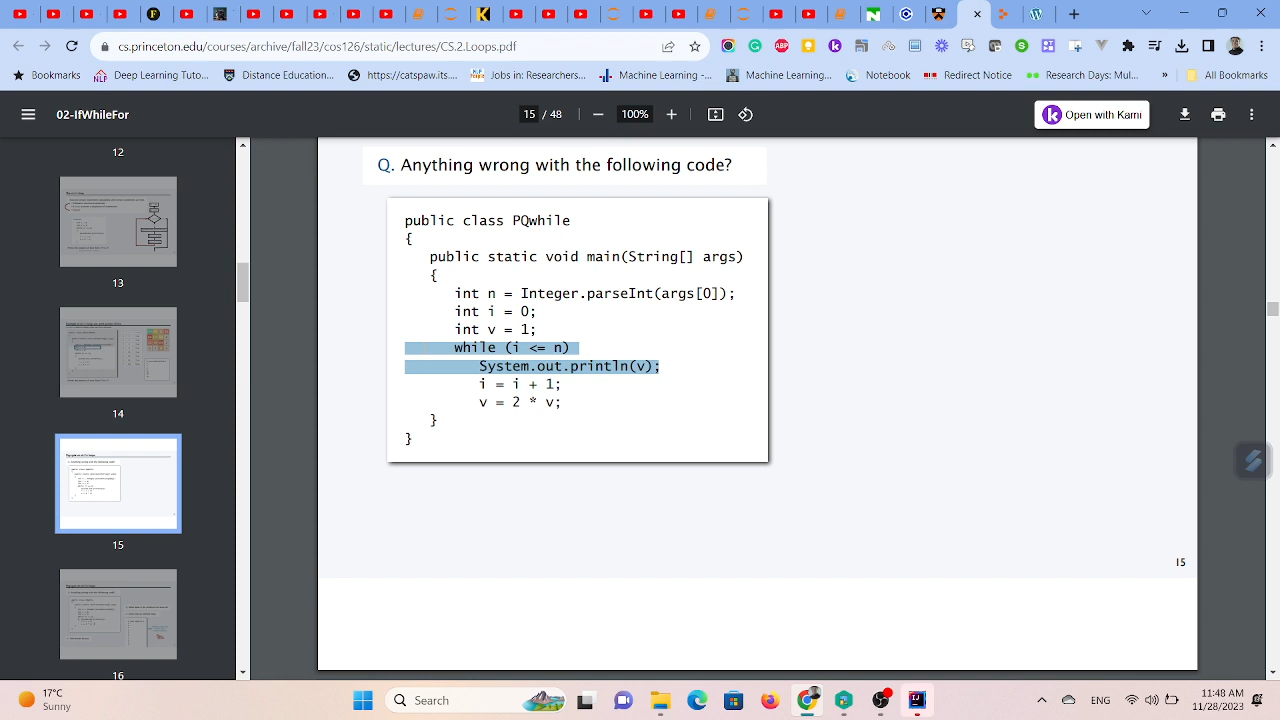 cs.princeton.edu/courses/archive/fall23/cos126/static/lectures/CS.2.Loops.pdf
Bookmarks
Deep Learning Tuto...
Distance Education...
https://catspaw.its....
Jobs in: Researchers...
Machine Learning -...
Machine Learning...
Notebook
Redirect Notice
Research Days: Mul...
»
All Bookmarks
02-IfWhileFor
15 / 48
100%
Open with Kami
12
13
14
15
16
Q. Anything wrong with the following code?
public class PQwhile
{
public static void main(String[] args)
{
int n = Integer.parseInt(args[0]);
int i = 0;
int v = 1;
while (i <= n)
System.out.println(v);
i = i + 1;
v = 2 * v;
}
}
15
17°C
Sunny
Search
ENG
11:48 AM
11/28/2023